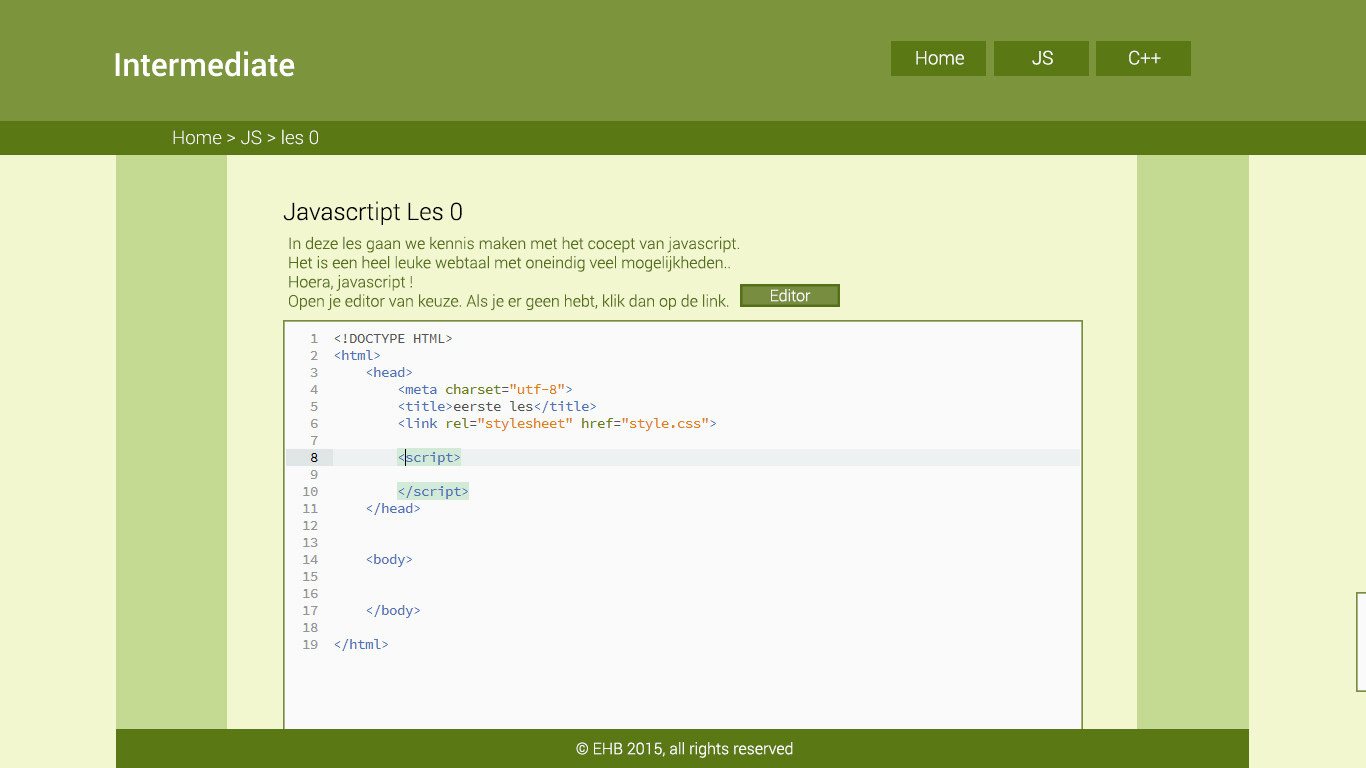 Intermediate
Home JS C++
Home > JS > les 0
Javascrtipt Les 0
In deze les gaan we kennis maken met het cocept van javascript.
Het is een heel leuke webtaal met oneindig veel mogelijkheden..
Hoera, javascript !
Open je editor van keuze. Als je er geen hebt, klik dan op de link. Editor
1 <!DOCTYPE HTML>
2 <html>
3 <head>
4 <meta charset="utf-8">
5 <title>eerste les</title>
6 <link rel="stylesheet" href="style.css">
7
8 <script>
9
10 </script>
11 </head>
12
13
14 <body>
15
16
17 </body>
18
19 </html>
© EHB 2015, all rights reserved